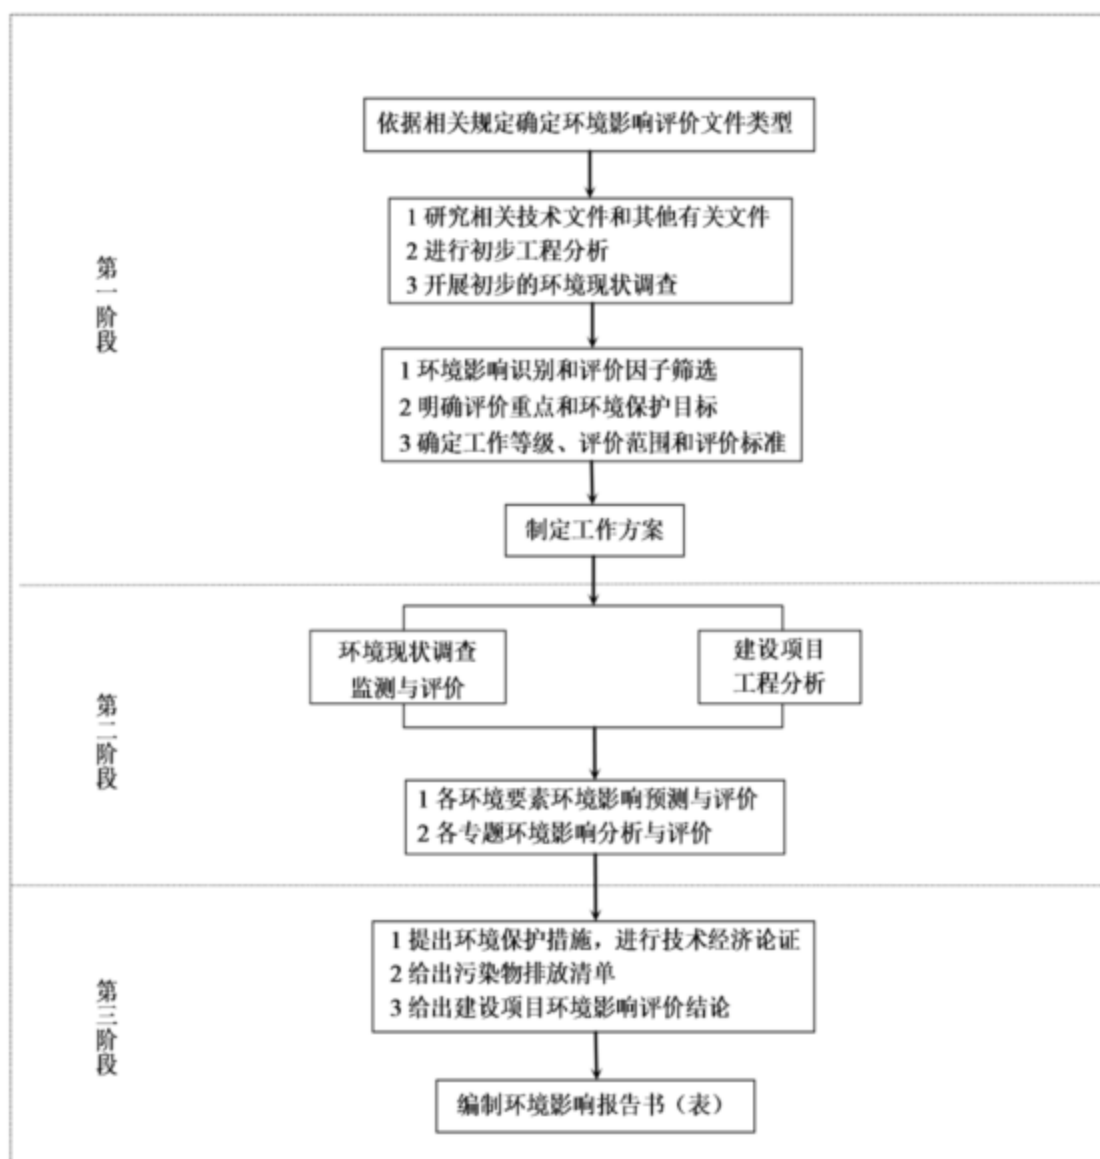 依据相关规定确定环境影响评价文件类型
1 研究相关技术文件和其他有关文件
2 进行初步工程分析
3 开展初步的环境现状调查
第一阶段
1 环境影响识别和评价因子筛选
2 明确评价重点和环境保护目标
3 确定工作等级、评价范围和评价标准
制定工作方案
环境现状调查
监测与评价
建设项目
工程分析
第二阶段
1 各环境要素环境影响预测与评价
2 各专题环境影响分析与评价
1 提出环境保护措施，进行技术经济论证
2 给出污染物排放清单
3 给出建设项目环境影响评价结论
第三阶段
编制环境影响报告书（表）